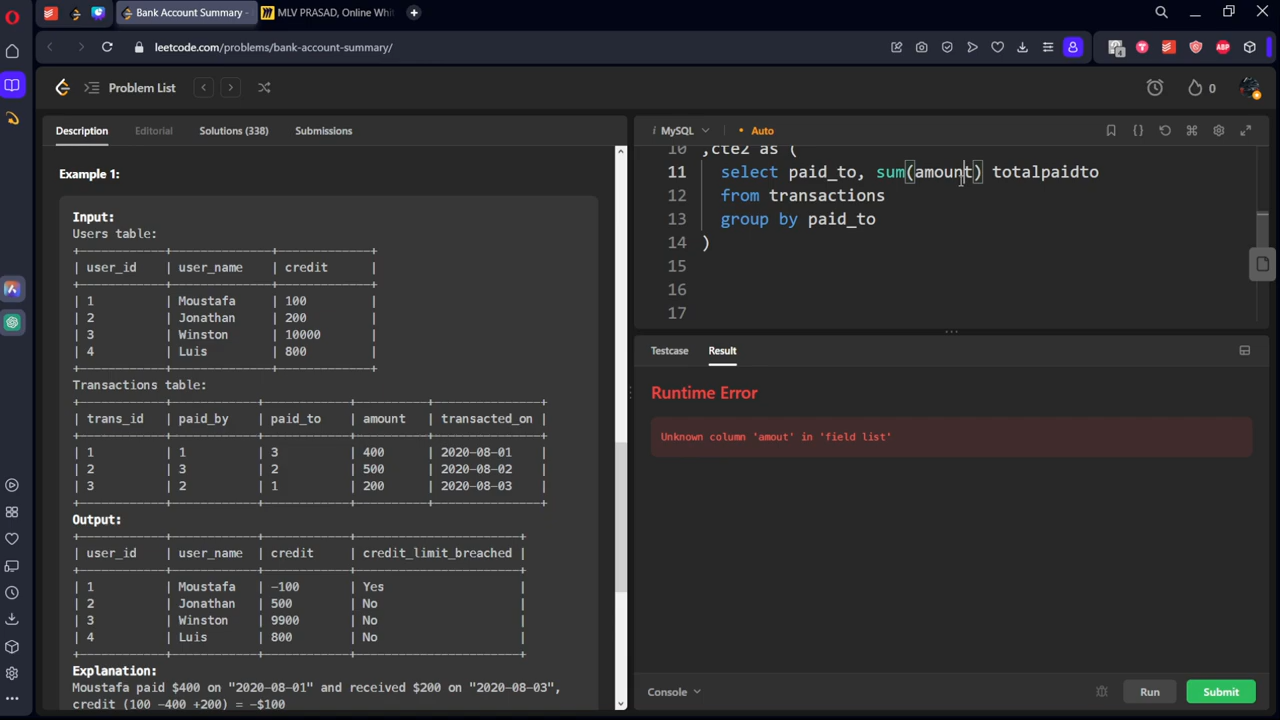 Bank Account Summary -
MLV PRASAD, Online Whit
leetcode.com/problems/bank-account-summary/
4
ABP
Problem List
0
Description
Editorial
Solutions (338)
Submissions
Example 1:
Input:
Users table:
+---------+-----------+-----------+
| user_id | user_name | credit |
+---------+-----------+-----------+
| 1 | Moustafa | 100 |
| 2 | Jonathan | 200 |
| 3 | Winston | 10000 |
| 4 | Luis | 800 |
+---------+-----------+-----------+
Transactions table:
+---------+---------+---------+---------+------------+
| trans_id | paid_by | paid_to | amount | transacted_on |
+---------+---------+---------+---------+------------+
| 1 | 1 | 3 | 400 | 2020-08-01 |
| 2 | 3 | 2 | 500 | 2020-08-02 |
| 3 | 2 | 1 | 200 | 2020-08-03 |
+---------+---------+---------+---------+------------+
Output:
+---------+-----------+---------+-----------------------+
| user_id | user_name | credit | credit_limit_breached |
+---------+-----------+---------+-----------------------+
| 1 | Moustafa | -100 | Yes |
| 2 | Jonathan | 500 | No |
| 3 | Winston | 9900 | No |
| 4 | Luis | 800 | No |
+---------+-----------+---------+-----------------------+
Explanation:
Moustafa paid $400 on "2020-08-01" and received $200 on "2020-08-03",
credit (100 -400 +200) = -$100
MySQL
Auto
10 ,cte2 as (
11 select paid_to, sum(amount) totalpaidto
12 from transactions
13 group by paid_to
14 )
15
16
17
Testcase
Result
Runtime Error
Unknown column 'amout' in 'field list'
Console
Run
Submit